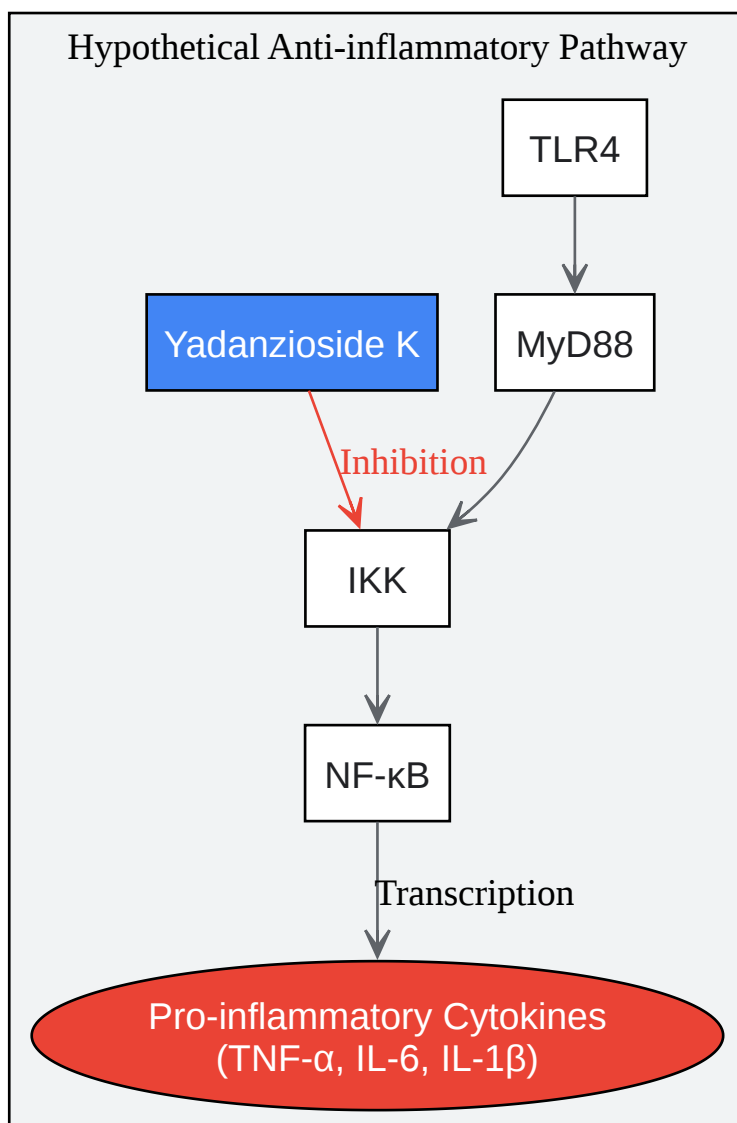 Hypothetical Anti-inflammatory Pathway
TLR4
Yadanzioside K
MyD88
Inhibition
IKK
NF-κB
Transcription
Pro-inflammatory Cytokines
(TNF-α, IL-6, IL-1β)